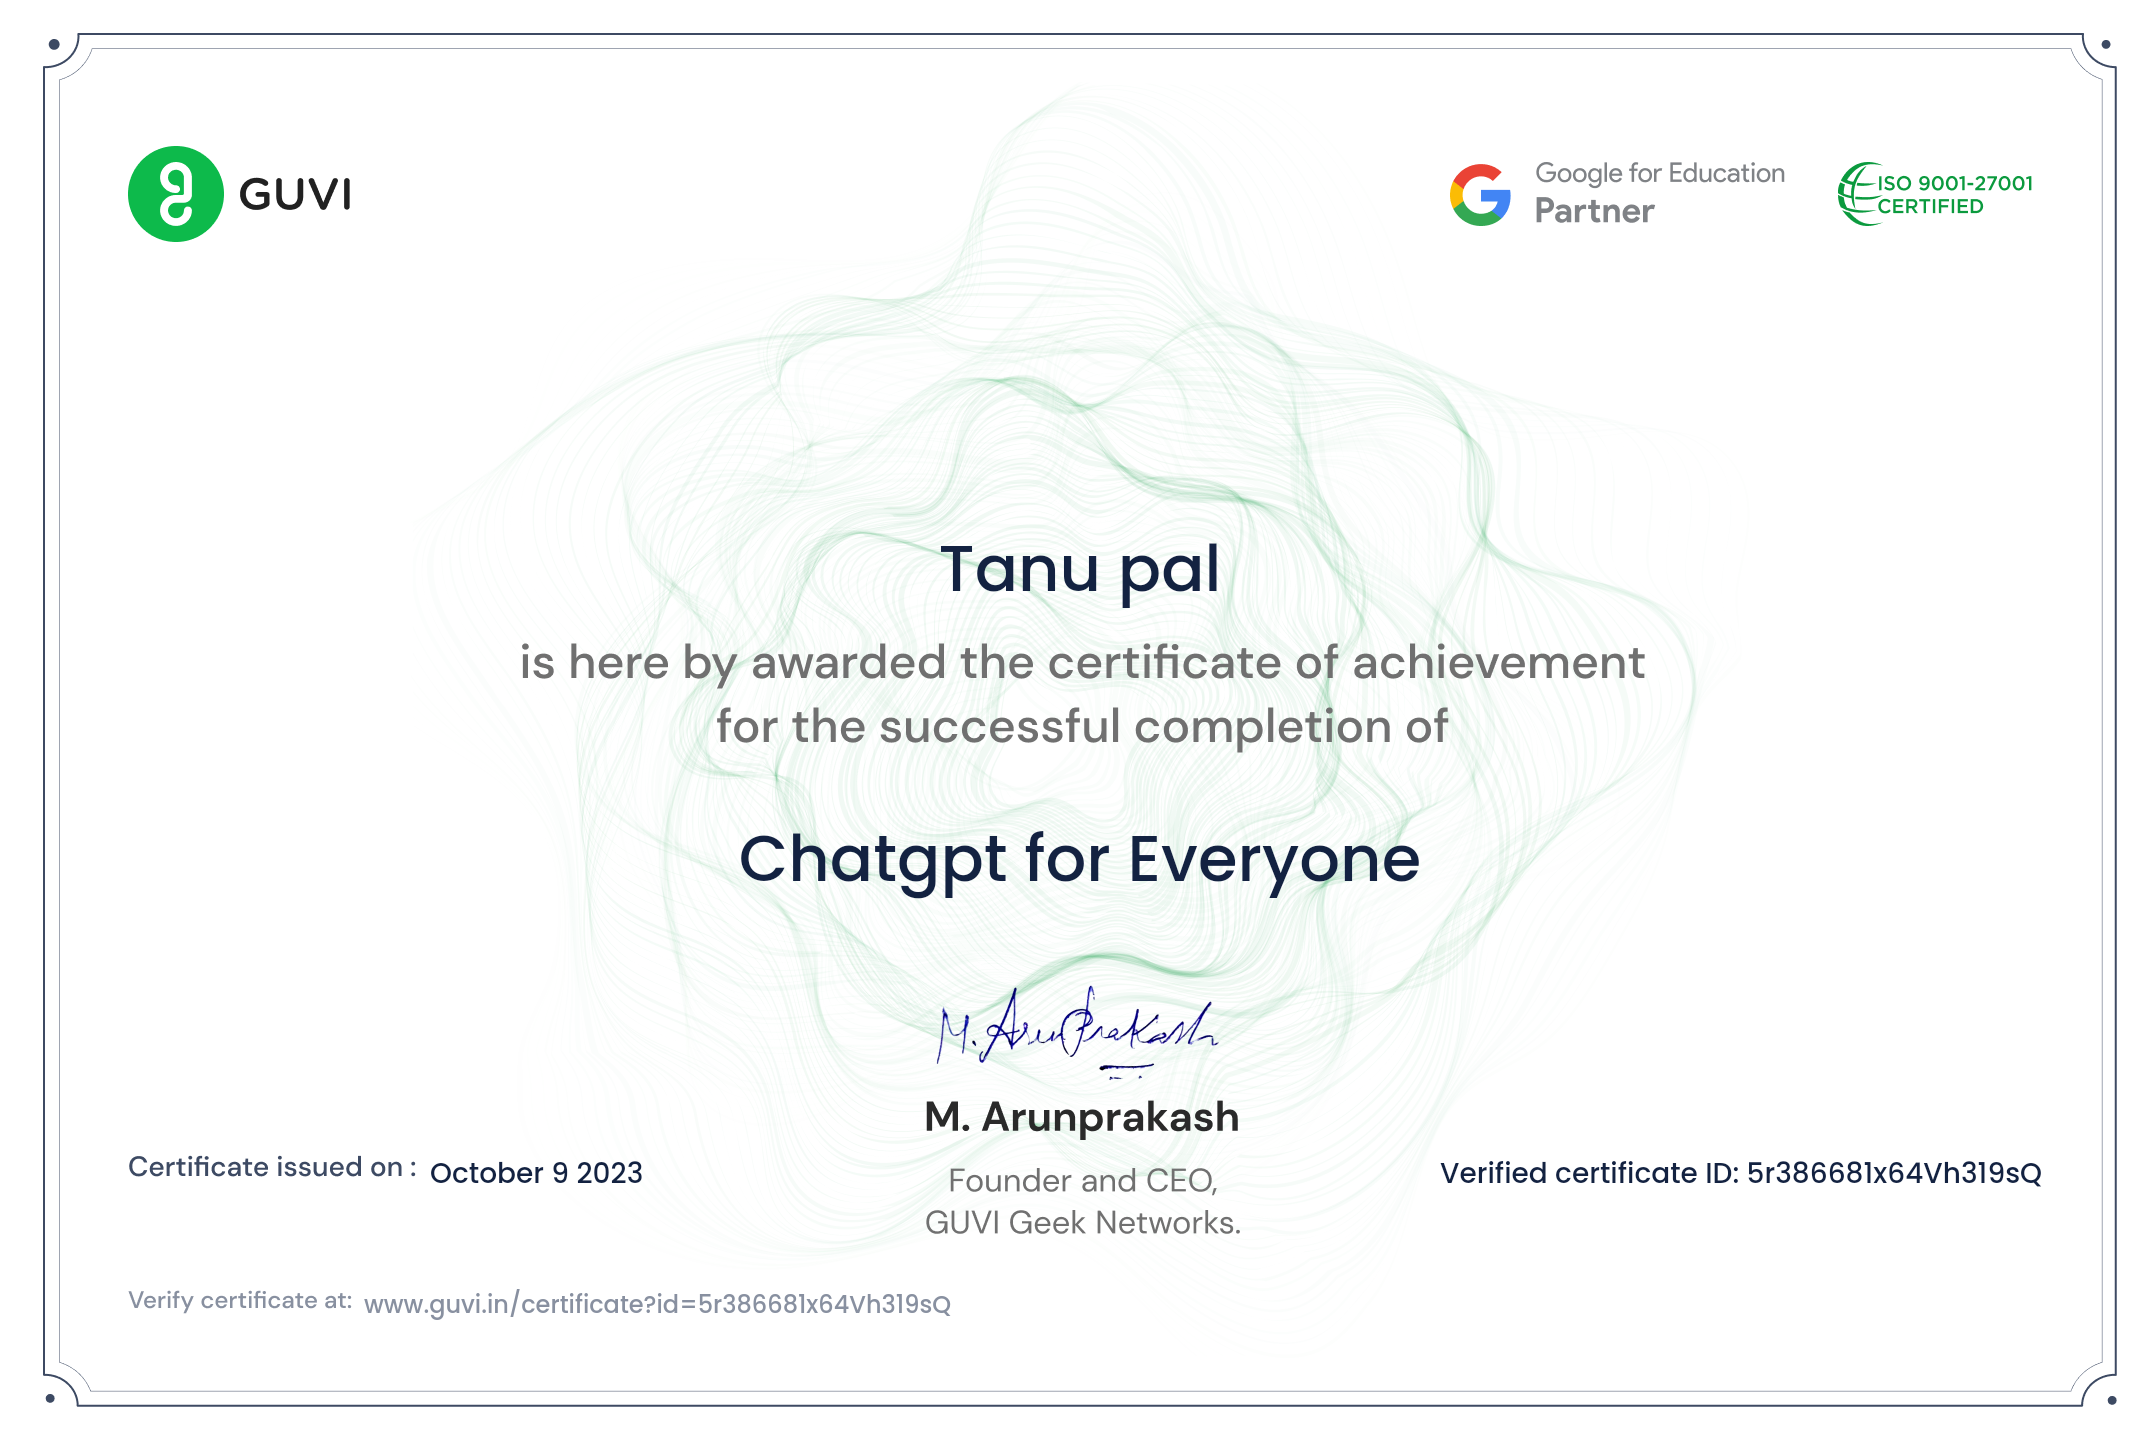 GUVI
Google for Education
Partner
ISO 9001-27001
CERTIFIED
Tanu pal
is here by awarded the certificate of achievement
for the successful completion of
Chatgpt for Everyone
M. ArunPrakash
M. Arunprakash
Founder and CEO,
GUVI Geek Networks.
Certificate issued on : October 9 2023
Verified certificate ID: 5r386681x64Vh319sQ
Verify certificate at: www.guvi.in/certificate?id=5r386681x64Vh319sQ